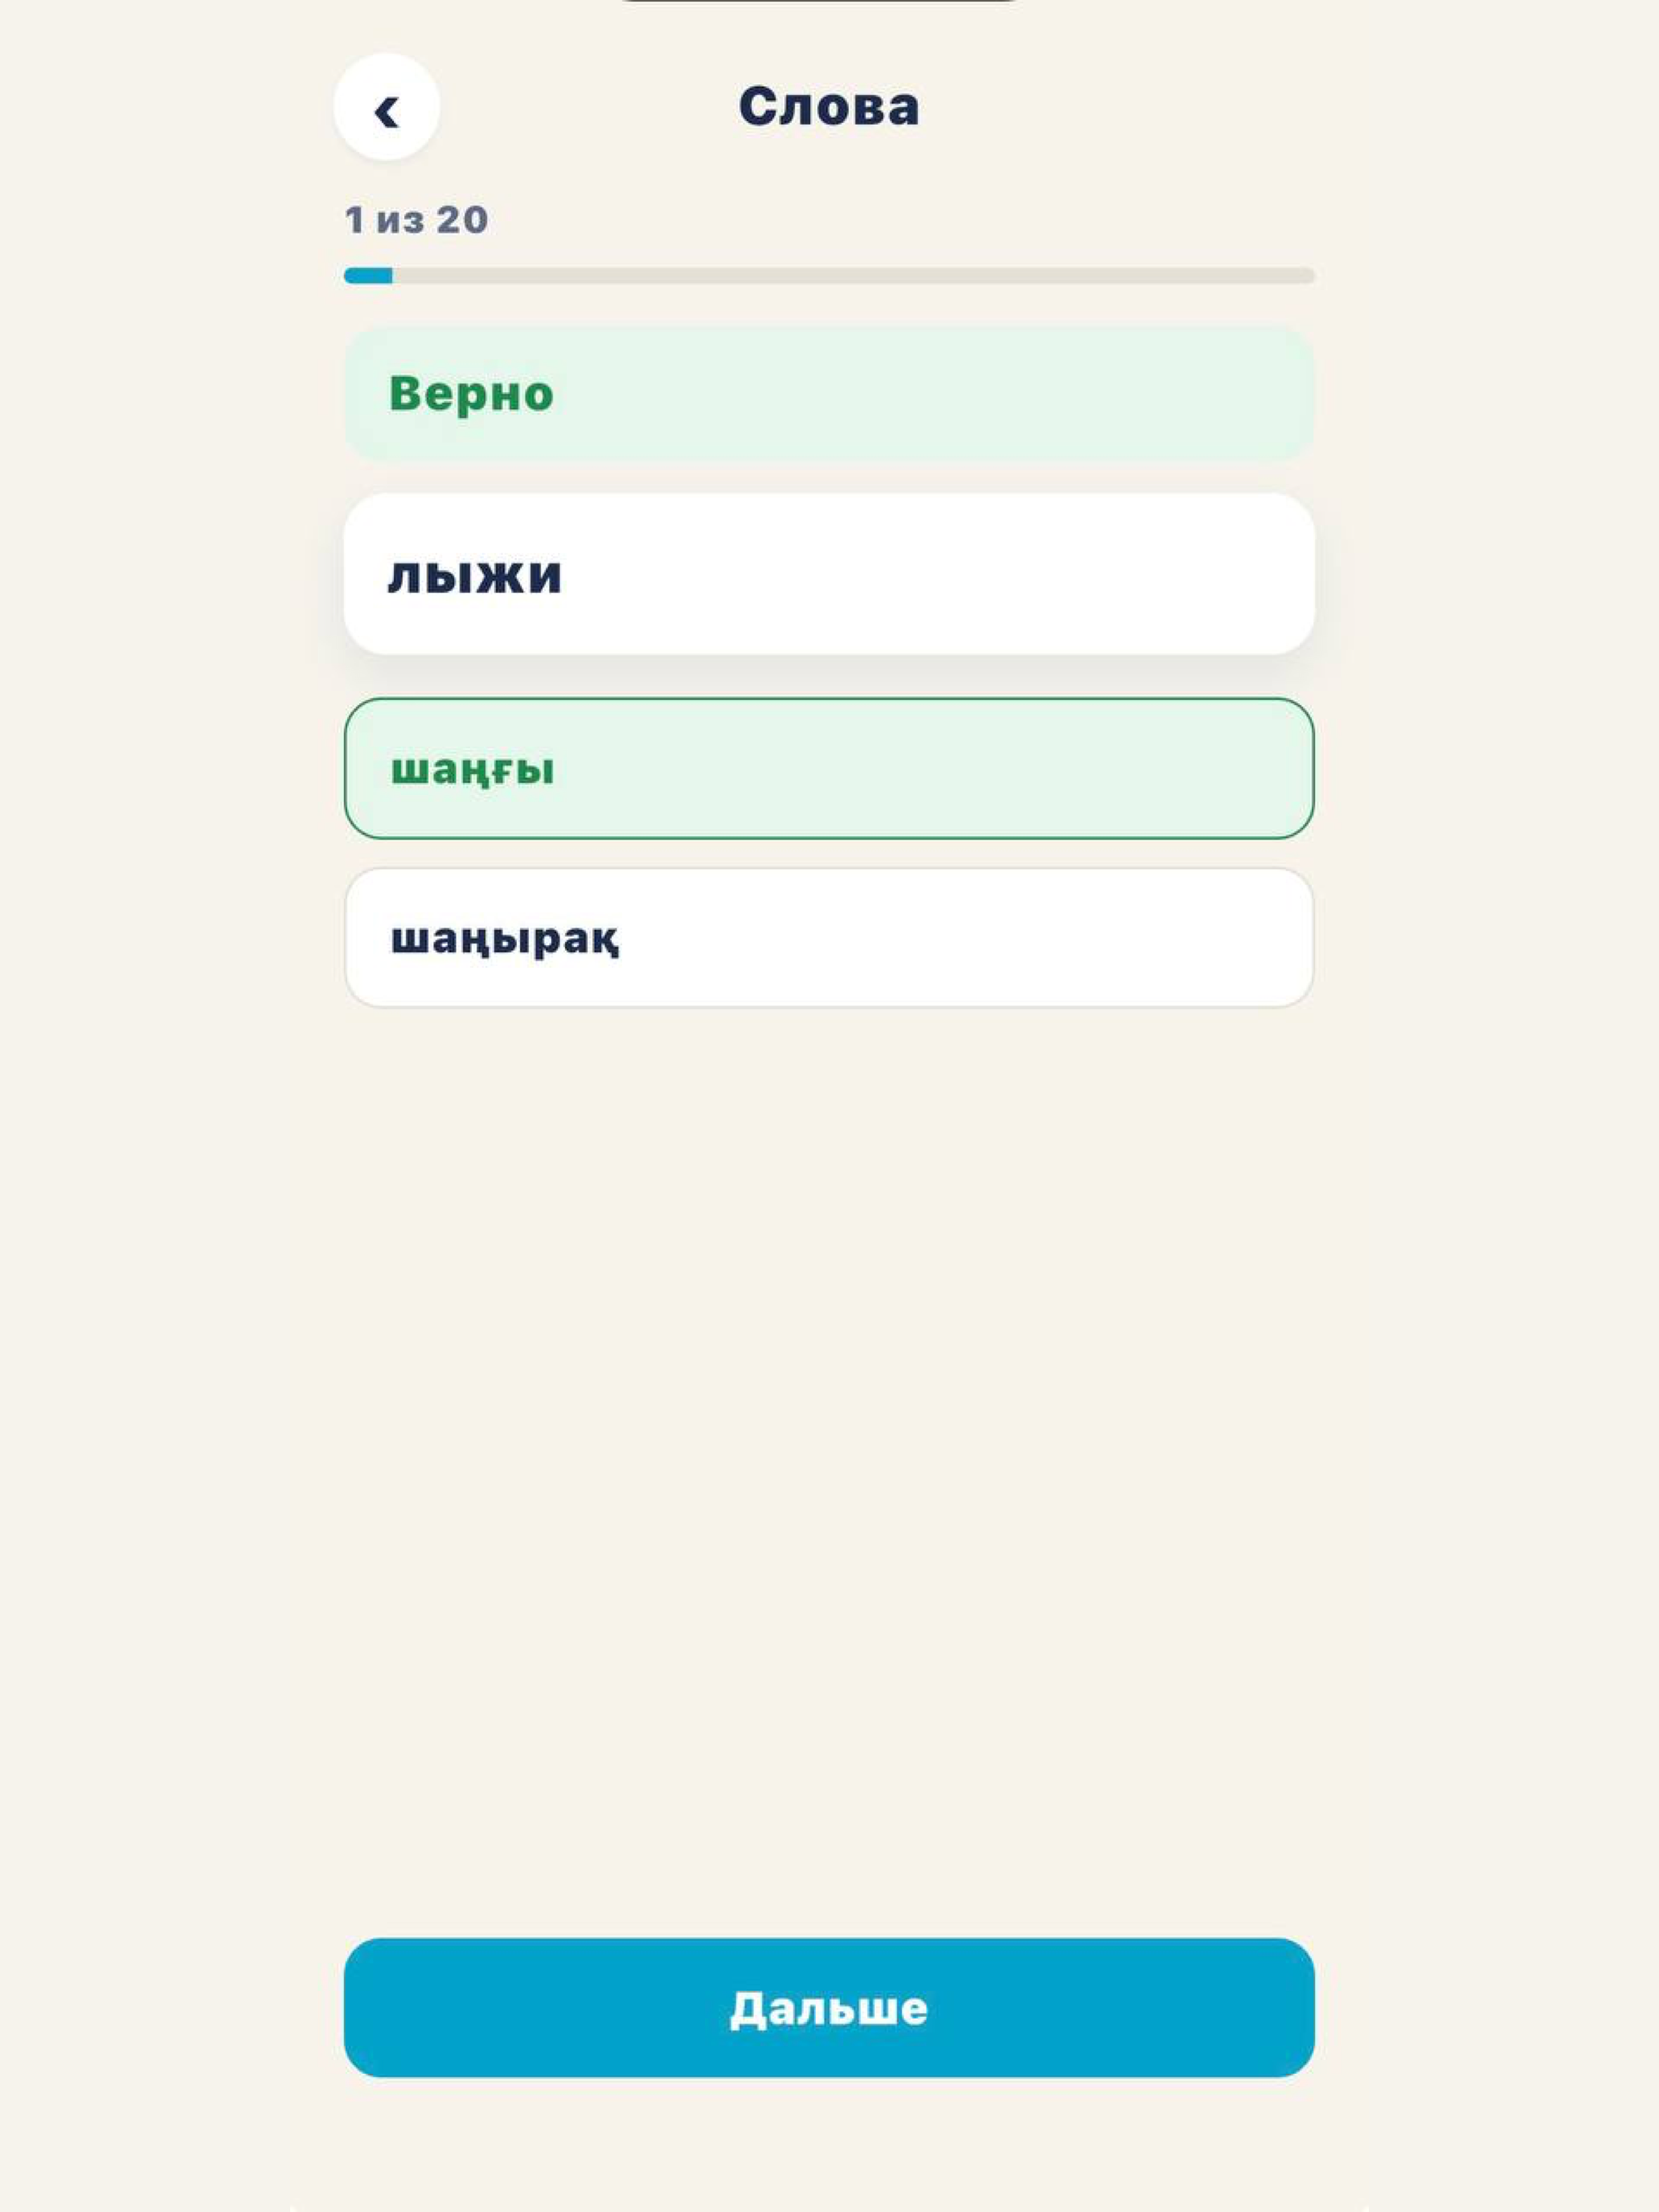 ‹
Слова
1 из 20
Верно
лыжи
шаңғы
шаңырақ
Дальше